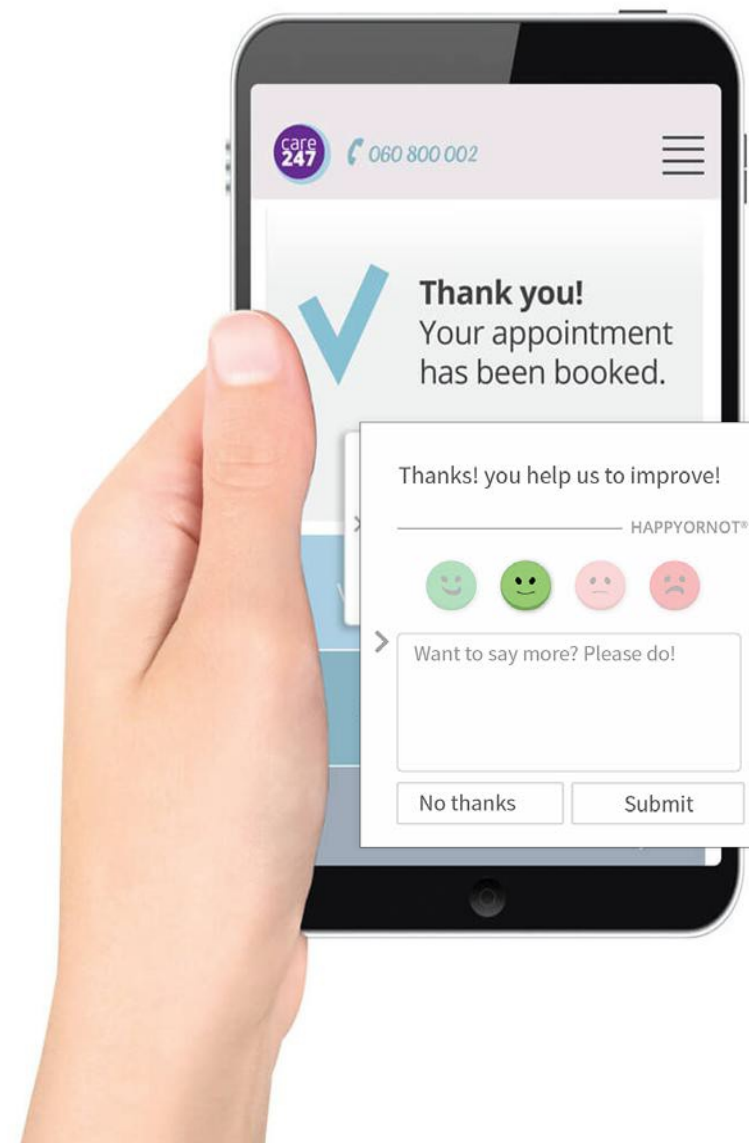 care
247
060 800 002
Thank you!
Your appointment
has been booked.
Thanks! you help us to improve!
HAPPYORNOT®
Want to say more? Please do!
No thanks
Submit